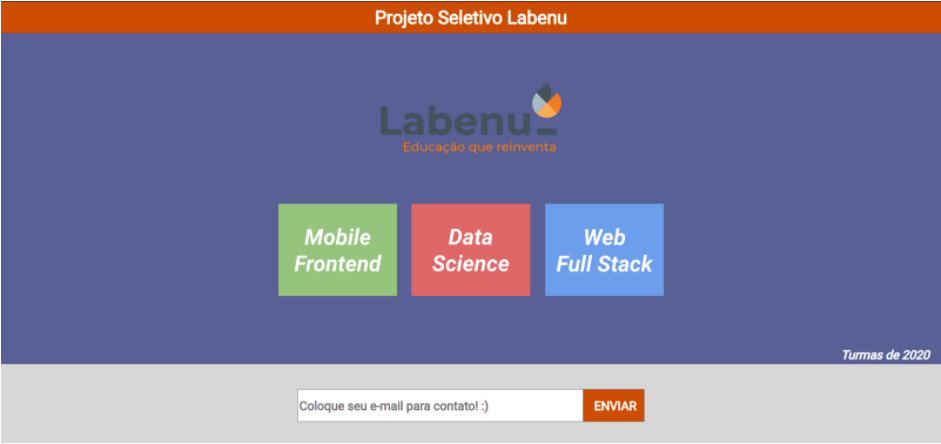 Projeto Seletivo Labenu
Labenu
Educação que reinventa
Mobile
Frontend
Data
Science
Web
Full Stack
Turmas de 2020
Coloque seu e-mail para contato! :)
ENVIAR